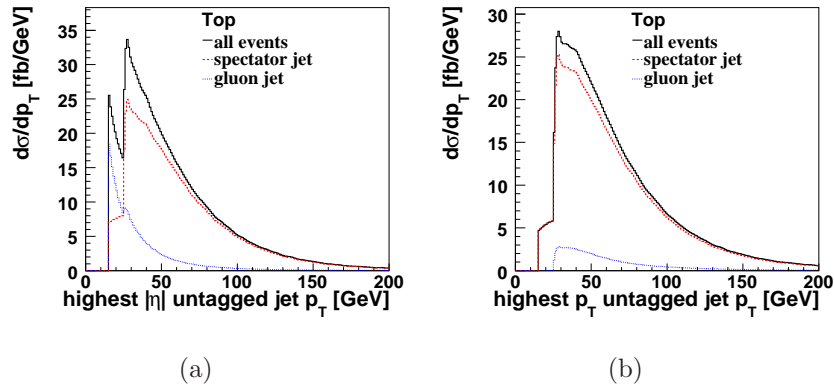 Top
all events
spectator jet
gluon jet
dσ/dp_T [fb/GeV]
35
30
25
20
15
10
5
0
0 50 100 150 200
highest |η| untagged jet p_T [GeV]
(a)
Top
all events
spectator jet
gluon jet
dσ/dp_T [fb/GeV]
30
25
20
15
10
5
0
0 50 100 150 200
highest p_T untagged jet p_T [GeV]
(b)